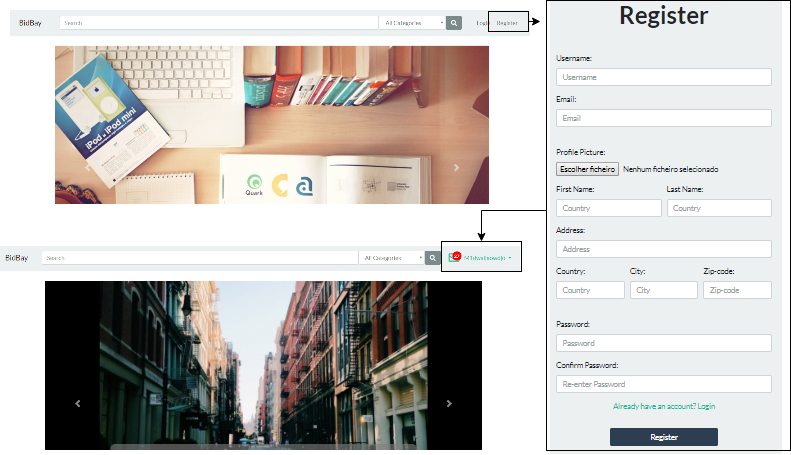 BidBay
Search
All Categories
Login
Register
iPod · iPod mini
Quark
BidBay
Search
All Categories
Register
Username:
Username
Email:
Email
Profile Picture:
Escolher ficheiro Nenhum ficheiro selecionado
First Name: Last Name:
Country Country
Address:
Address
Country: City: Zip-code:
Country City Zip-code
Password:
Password
Confirm Password:
Re-enter Password
Already have an account? Login
Register